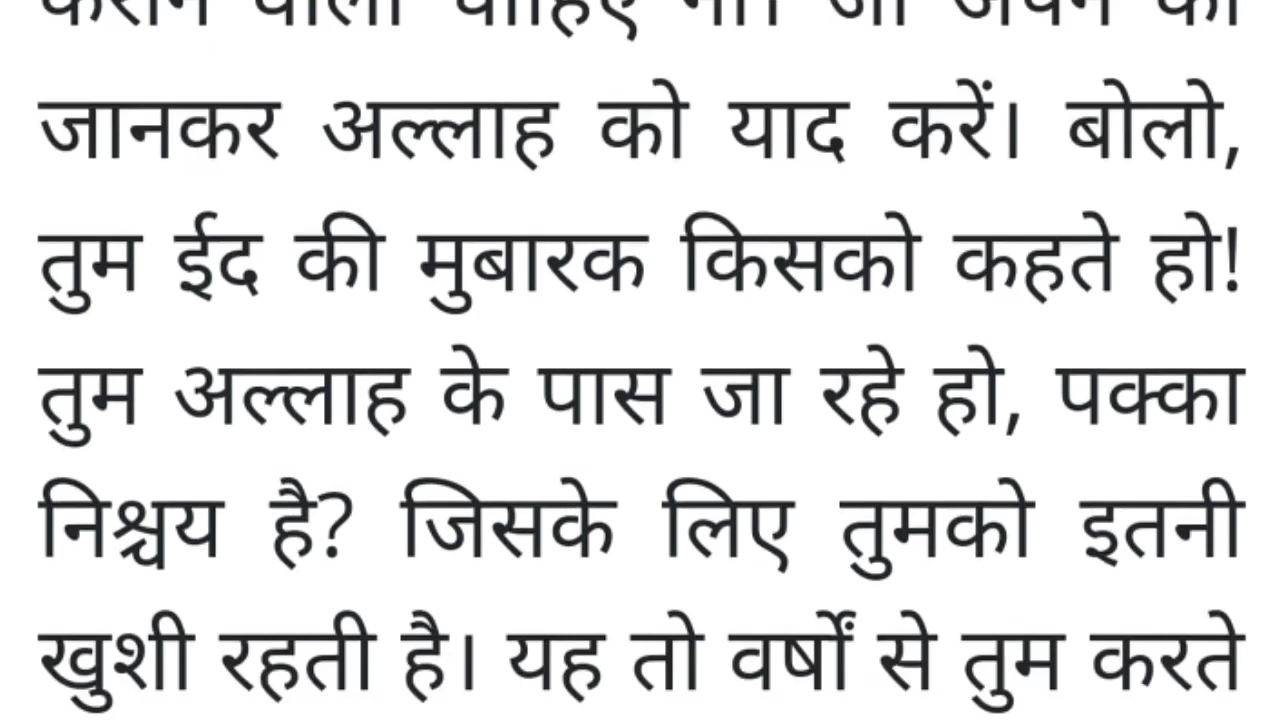 जानकर अल्लाह को याद करें। बोलो,
तुम ईद की मुबारक किसको कहते हो!
तुम अल्लाह के पास जा रहे हो, पक्का
निश्चय है? जिसके लिए तुमको इतनी
खुशी रहती है। यह तो वर्षों से तुम करते